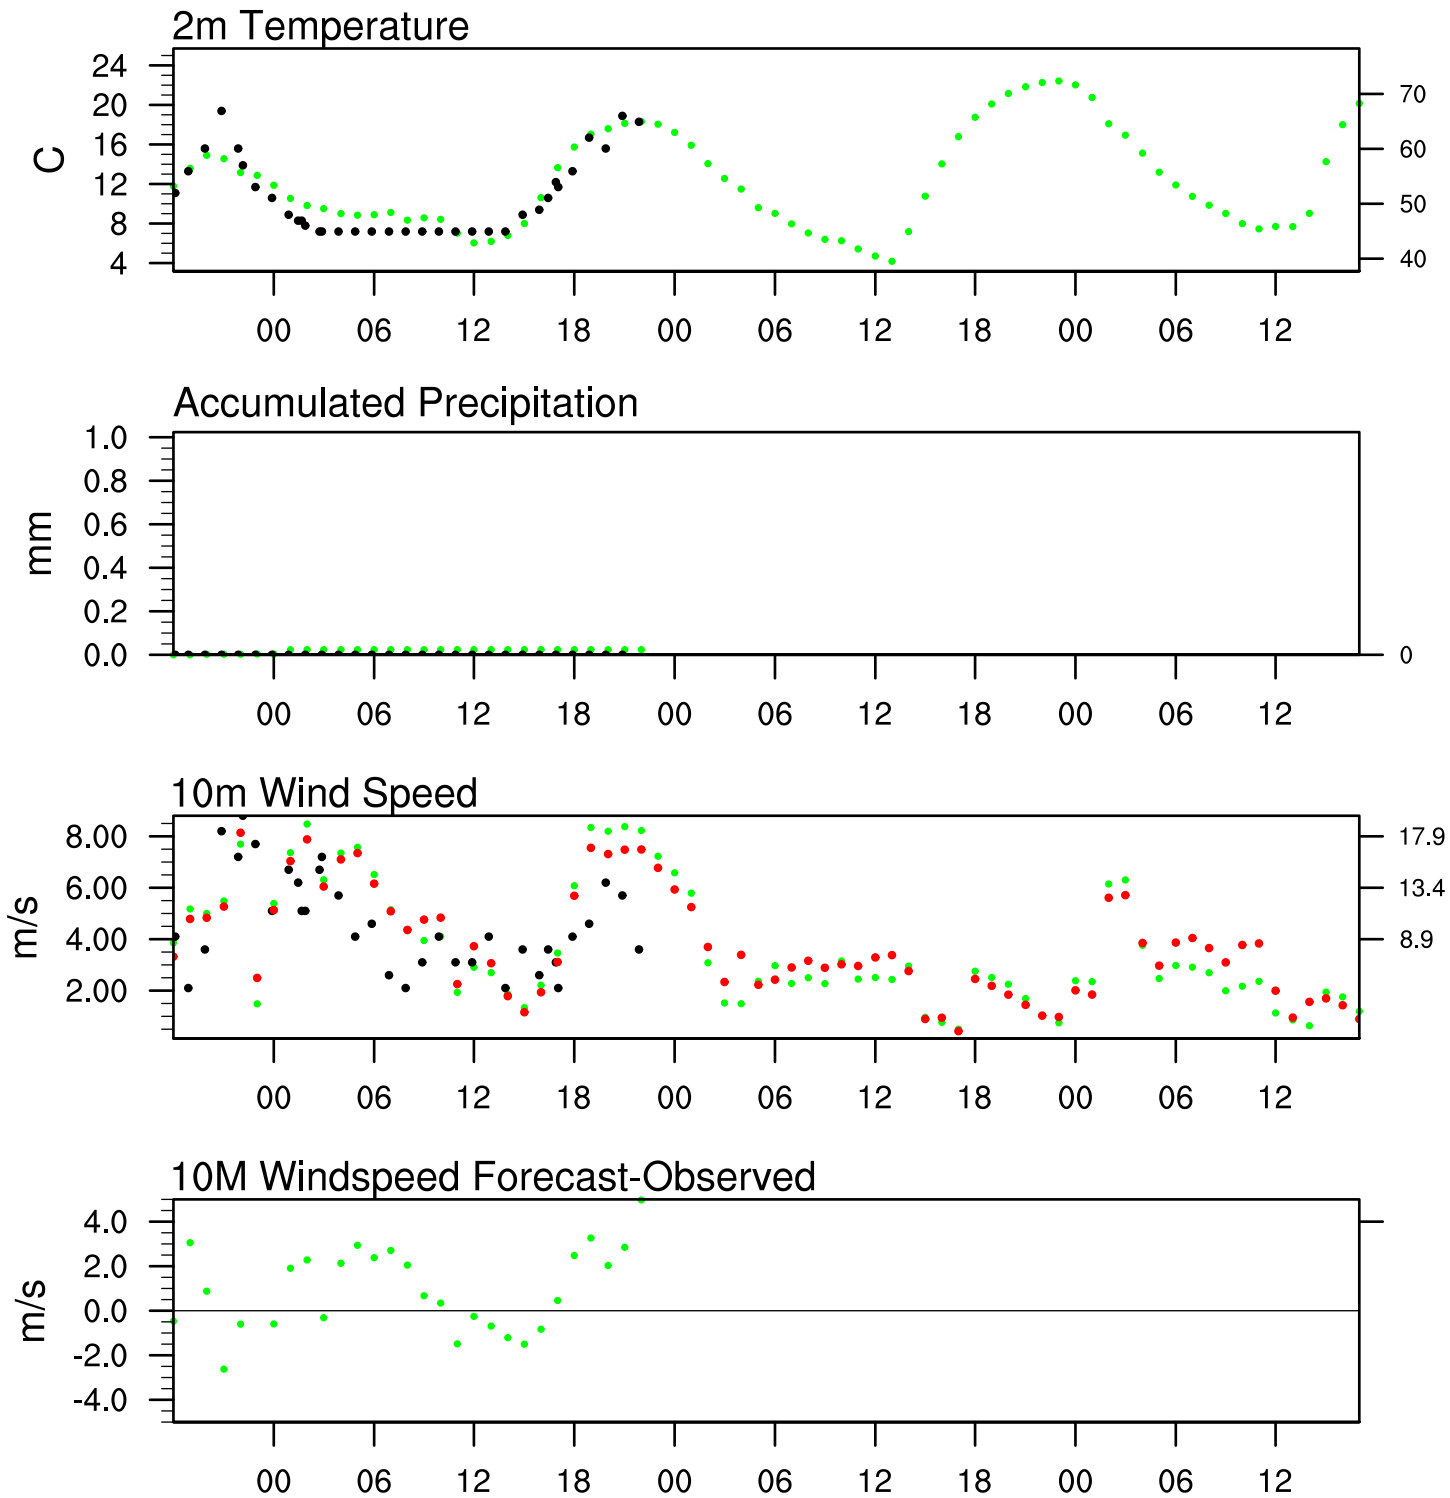 2m Temperature
24
20
16
12
8
4
C
70
60
50
40
00 06 12 18 00 06 12 18 00 06 12
Accumulated Precipitation
1.0
0.8
0.6
0.4
0.2
0.0
mm
0
00 06 12 18 00 06 12 18 00 06 12
10m Wind Speed
8.00
6.00
4.00
2.00
m/s
17.9
13.4
8.9
00 06 12 18 00 06 12 18 00 06 12
10M Windspeed Forecast-Observed
4.0
2.0
0.0
-2.0
-4.0
m/s
00 06 12 18 00 06 12 18 00 06 12